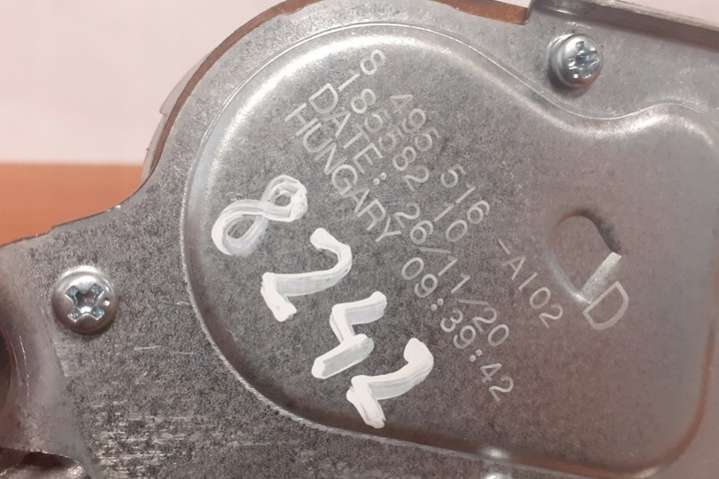 8 495 516 -A102
185582 10
DATE: 26/11/20
HUNGARY 09:39:42
D
8242